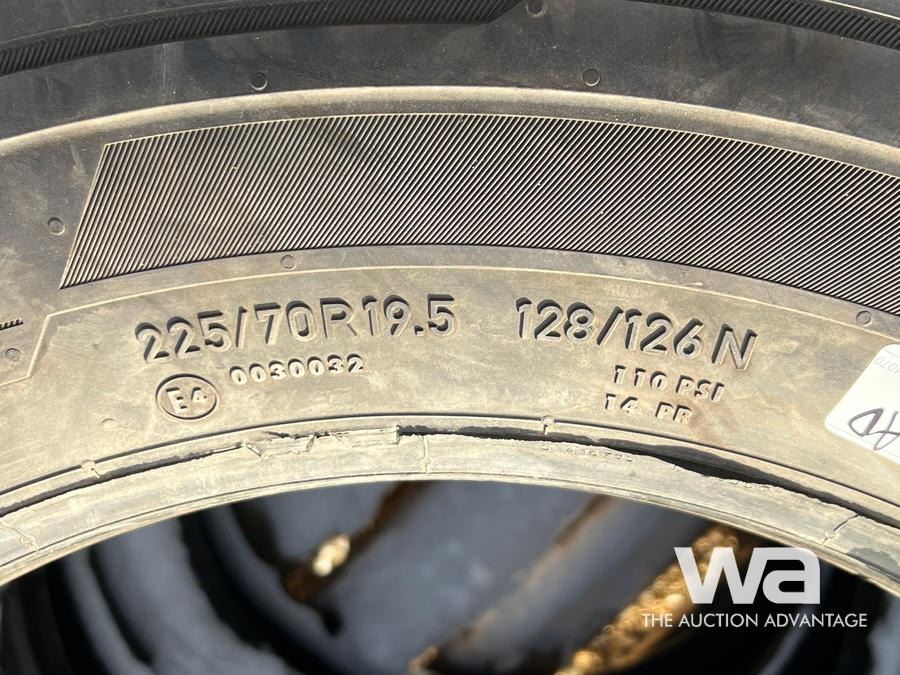 225/70R19.5 128/126N
E4 0030032
110 PSI
14 PR
wa
THE AUCTION ADVANTAGE